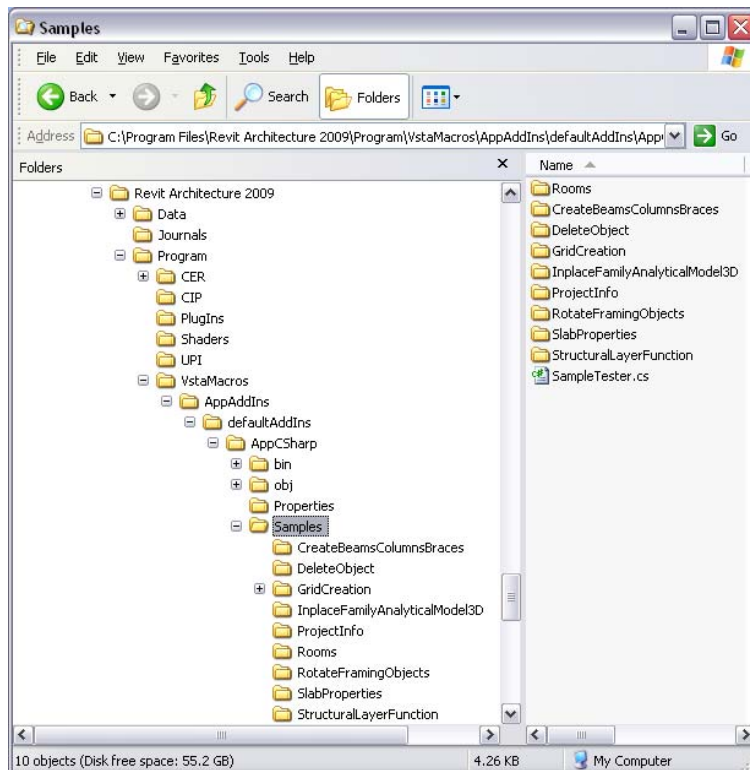 Samples
File Edit View Favorites Tools Help
Back Search Folders
Address C:\Program Files\Revit Architecture 2009\Program\VstaMacros\AppAddIns\defaultAddIns\App Go
Folders
Revit Architecture 2009
Data
Journals
Program
CER
CIP
PlugIns
Shaders
UPI
VstaMacros
AppAddIns
defaultAddIns
AppCSharp
bin
obj
Properties
Samples
CreateBeamsColumnsBraces
DeleteObject
GridCreation
InplaceFamilyAnalyticalModel3D
ProjectInfo
Rooms
RotateFramingObjects
SlabProperties
StructuralLayerFunction
Name
Rooms
CreateBeamsColumnsBraces
DeleteObject
GridCreation
InplaceFamilyAnalyticalModel3D
ProjectInfo
RotateFramingObjects
SlabProperties
StructuralLayerFunction
SampleTester.cs
10 objects (Disk free space: 55.2 GB) 4.26 KB My Computer